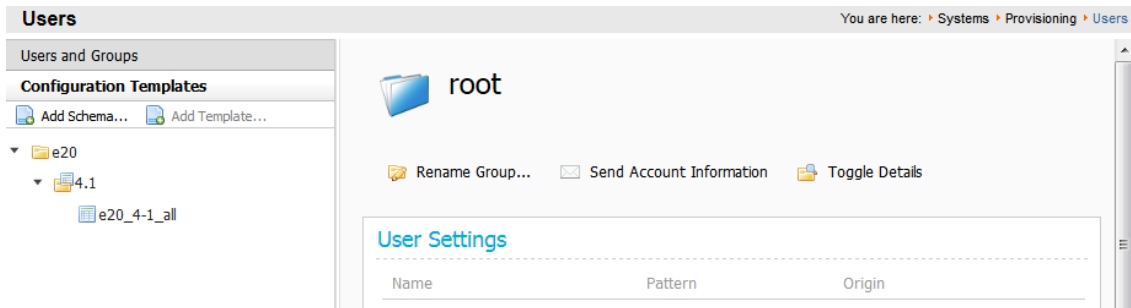 Users
You are here: Systems Provisioning Users
Users and Groups
Configuration Templates
Add Schema... Add Template...
e20
4.1
e20_4-1_all
root
Rename Group... Send Account Information Toggle Details
User Settings
Name Pattern Origin